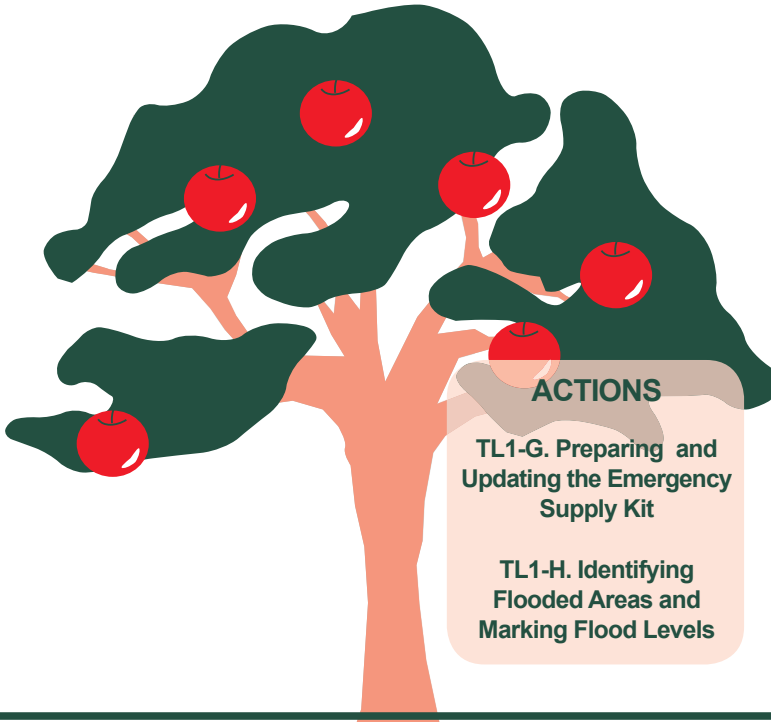 ACTIONS
TL1-G. Preparing and
Updating the Emergency
Supply Kit
TL1-H. Identifying
Flooded Areas and
Marking Flood Levels